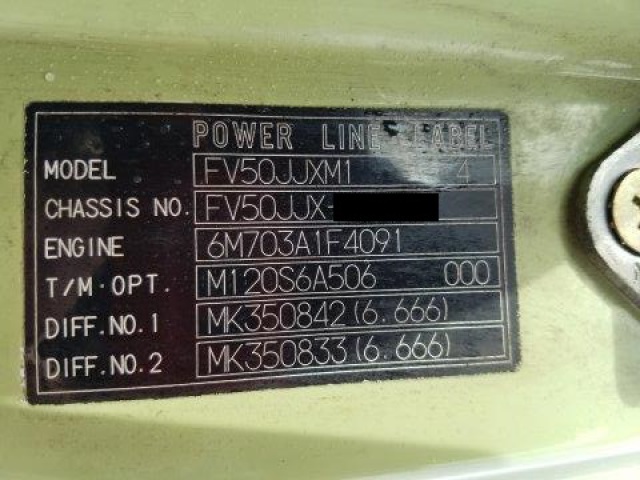 POWER LINE LABEL
MODEL FV50JJXM1 4
CHASSIS NO. FV50JJX-
ENGINE 6M703A1F4091
T/M·OPT. M120S6A506 000
DIFF.NO.1 MK350842(6.666)
DIFF.NO.2 MK350833(6.666)